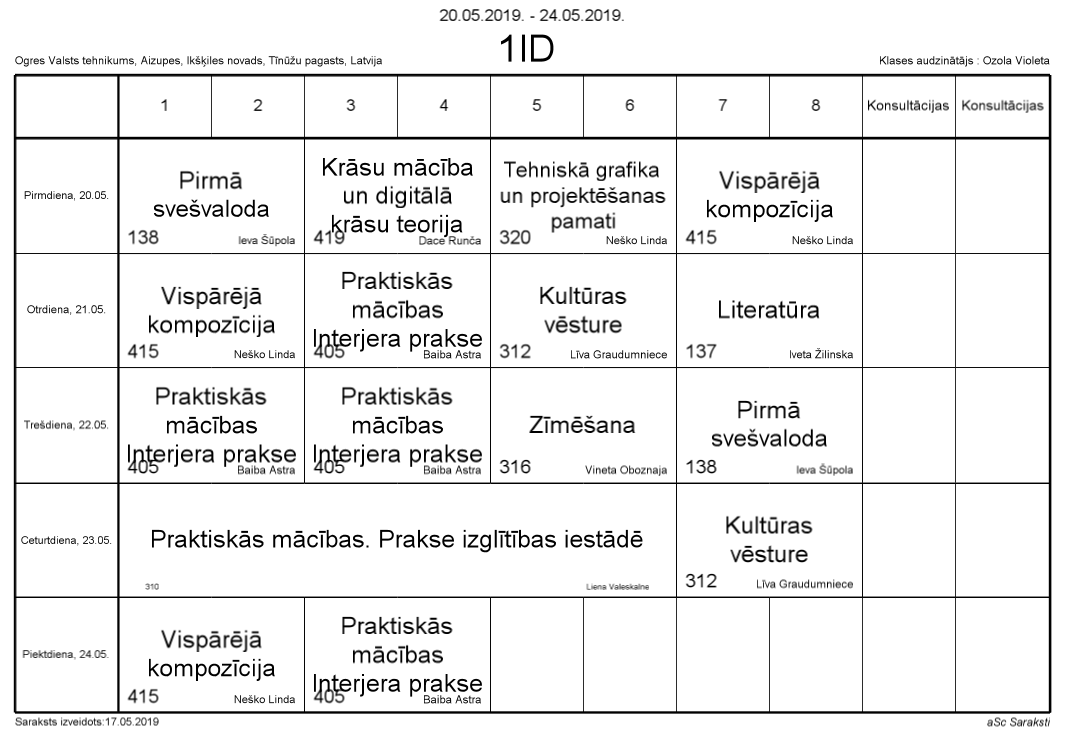 20.05.2019. - 24.05.2019.
1ID
Ogres Valsts tehnikums, Aizupes, Ikšķiles novads, Tīnūžu pagasts, Latvija
Klases audzinātājs : Ozola Violeta
1 2 3 4 5 6 7 8 Konsultācijas Konsultācijas
Pirmdiena, 20.05.
Pirmā
svešvaloda
138 Ieva Šūpola
Krāsu mācība
un digitālā
krāsu teorija
419 Dace Runča
Tehniskā grafika
un projektēšanas
pamati
320 Neško Linda
Vispārējā
kompozīcija
415 Neško Linda
Otrdiena, 21.05.
Vispārējā
kompozīcija
415 Neško Linda
Praktiskās
mācības
Interjera prakse
405 Baiba Astra
Kultūras
vēsture
312 Līva Graudumniece
Literatūra
137 Iveta Žilinska
Trešdiena, 22.05.
Praktiskās
mācības
Interjera prakse
405 Baiba Astra
Praktiskās
mācības
Interjera prakse
405 Baiba Astra
Zīmēšana
316 Vineta Oboznaja
Pirmā
svešvaloda
138 Ieva Šūpola
Ceturtdiena, 23.05.
Praktiskās mācības. Prakse izglītības iestādē
310 Liena Valeskalne
Kultūras
vēsture
312 Līva Graudumniece
Piektdiena, 24.05.
Vispārējā
kompozīcija
415 Neško Linda
Praktiskās
mācības
Interjera prakse
405 Baiba Astra
Saraksts izveidots:17.05.2019
aSc Saraksti